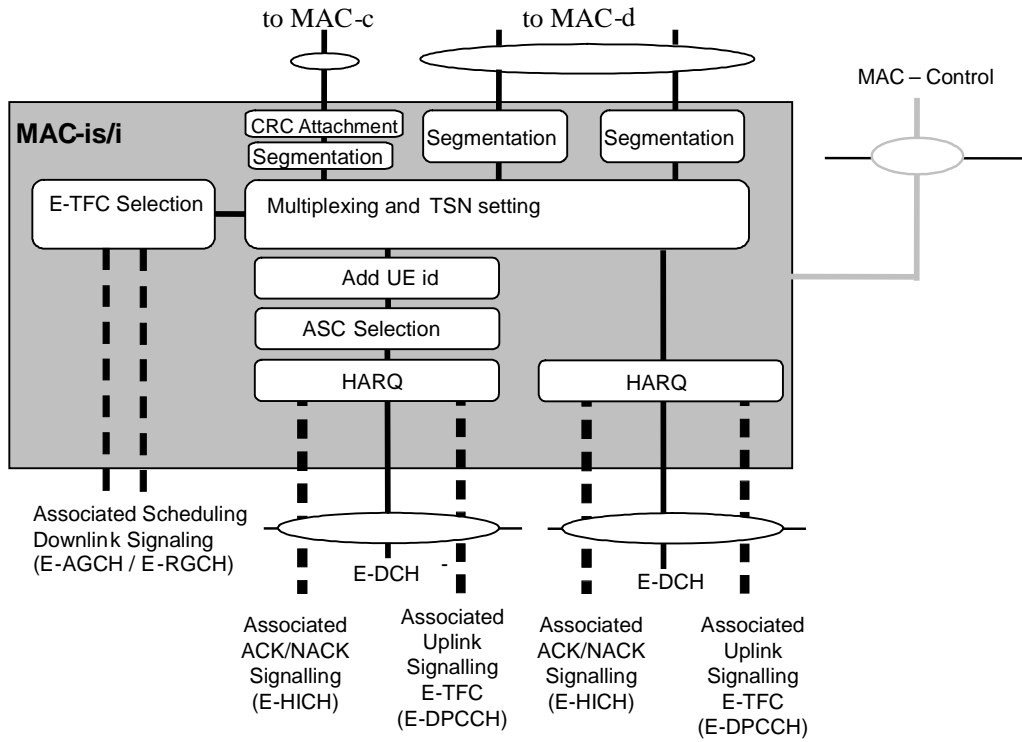 to MAC-c
to MAC-d
MAC – Control
MAC-is/i
CRC Attachment
Segmentation
Segmentation
Segmentation
E-TFC Selection
Multiplexing and TSN setting
Add UE id
ASC Selection
HARQ
HARQ
Associated Scheduling
Downlink Signaling
(E-AGCH / E-RGCH)
E-DCH
-
E-DCH
Associated
ACK/NACK
Signalling
(E-HICH)
Associated
Uplink
Signalling
E-TFC
(E-DPCCH)
Associated
ACK/NACK
Signalling
(E-HICH)
Associated
Uplink
Signalling
E-TFC
(E-DPCCH)